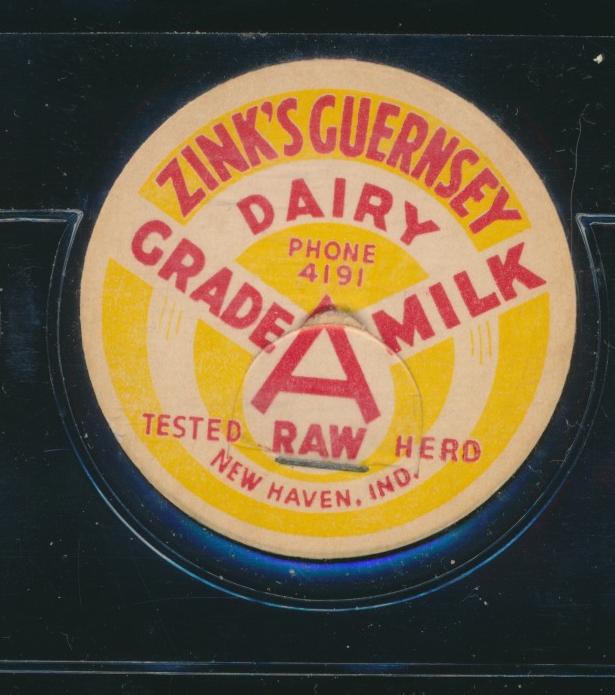 ZINK'S GUERNSEY
DAIRY
PHONE
4191
GRADE A MILK
RAW
TESTED HERD
NEW HAVEN, IND.